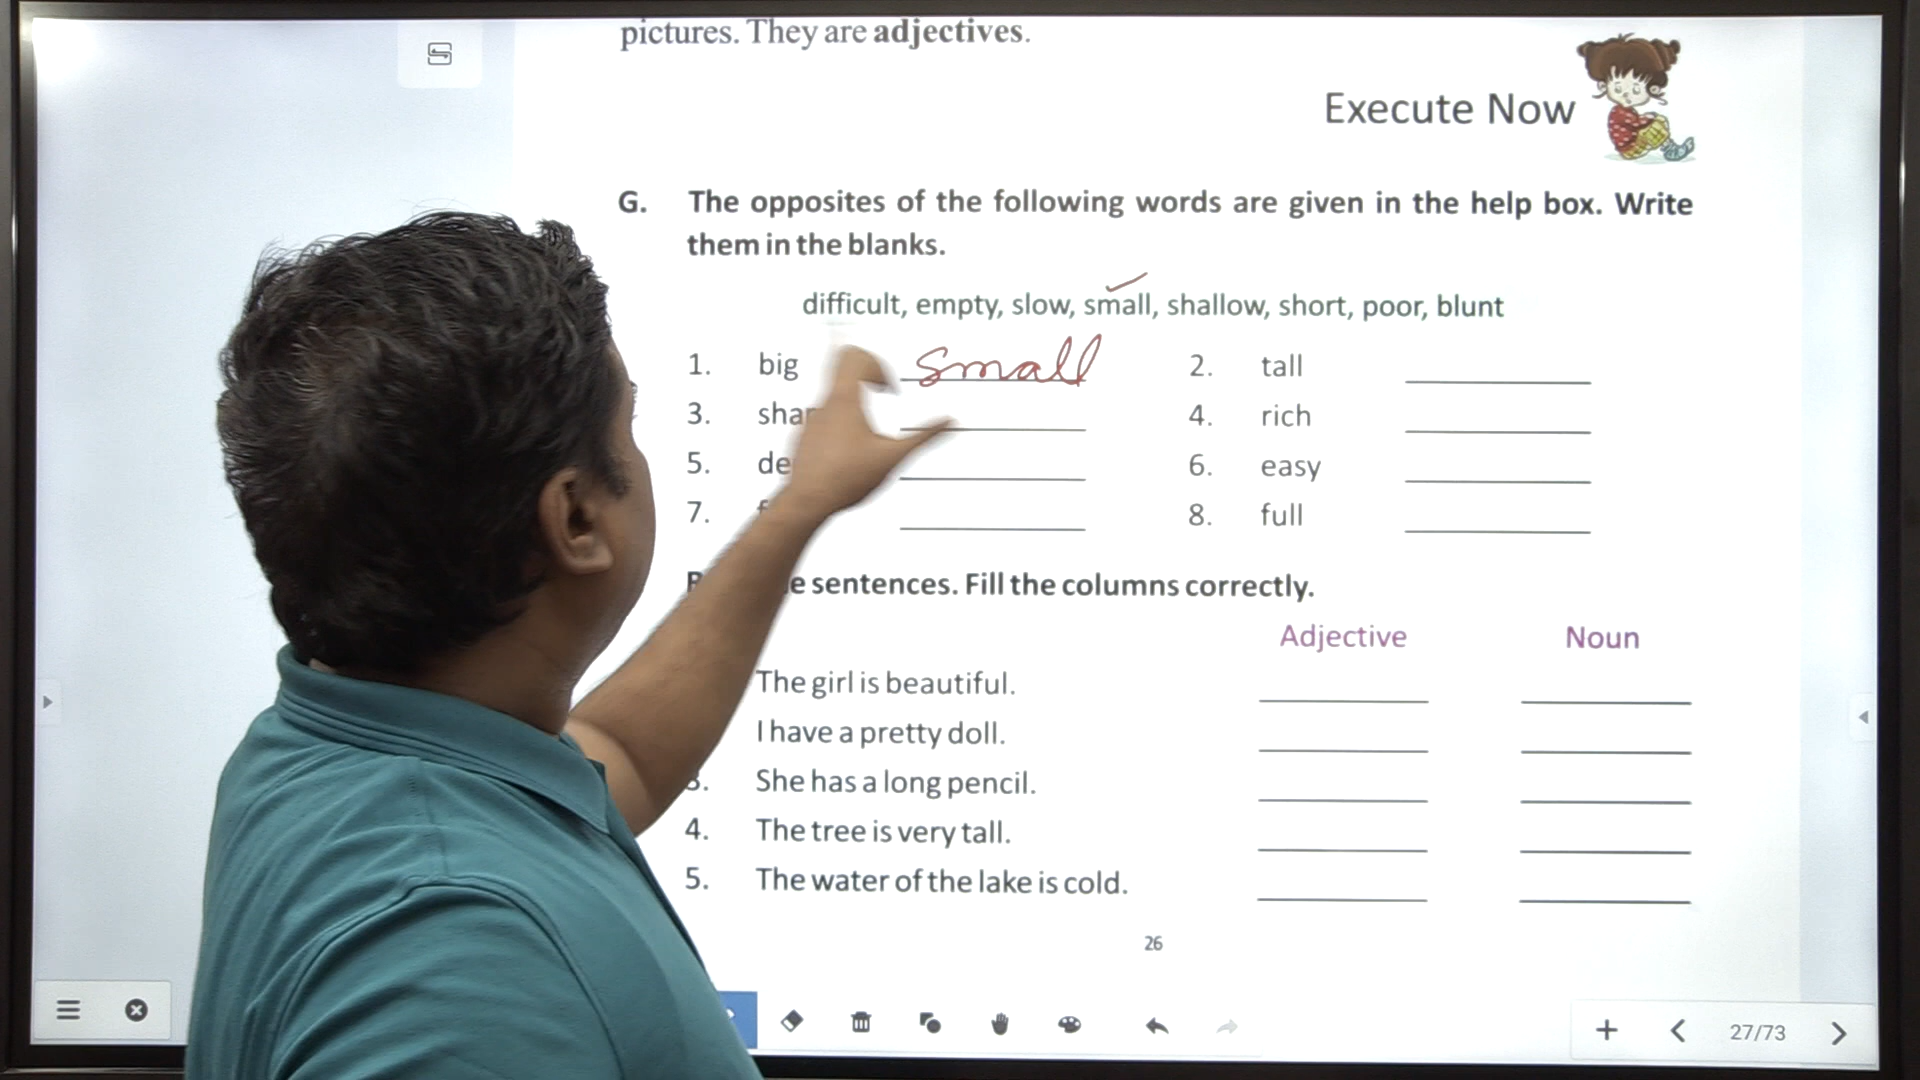 pictures. They are adjectives.
Execute Now
G. The opposites of the following words are given in the help box. Write
them in the blanks.
difficult, empty, slow, small, shallow, short, poor, blunt
1. big small 2. tall
3. 4. rich
5. 6. easy
7. 8. full
sentences. Fill the columns correctly.
Adjective Noun
The girl is beautiful.
I have a pretty doll.
3. She has a long pencil.
4. The tree is very tall.
5. The water of the lake is cold.
26
27/73